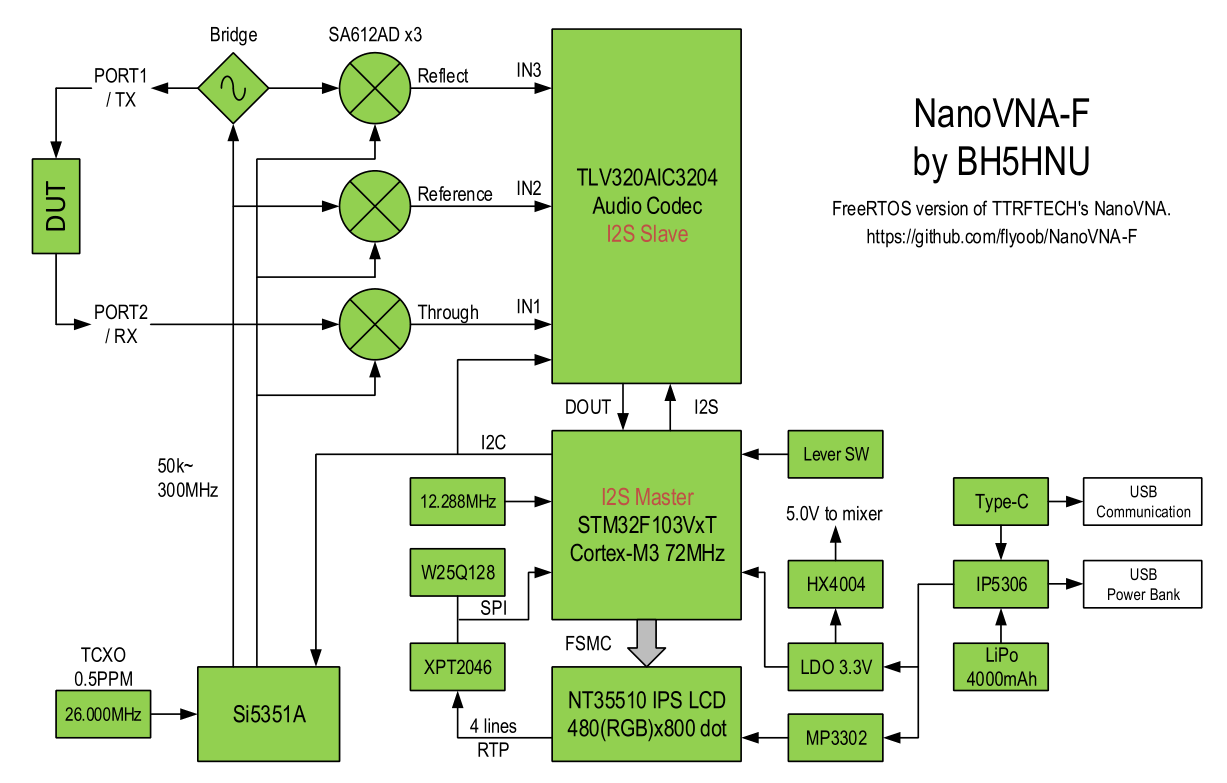 Bridge
SA612AD x3
PORT1
/ TX
Reflect
IN3
NanoVNA-F
by BH5HNU
DUT
TLV320AIC3204
Audio Codec
I2S Slave
Reference
IN2
FreeRTOS version of TTRFTECH's NanoVNA.
https://github.com/flyoob/NanoVNA-F
PORT2
/ RX
Through
IN1
DOUT
I2S
I2C
Lever SW
50k~
300MHz
12.288MHz
I2S Master
STM32F103VxT
Cortex-M3 72MHz
5.0V to mixer
Type-C
USB
Communication
W25Q128
SPI
HX4004
IP5306
USB
Power Bank
FSMC
XPT2046
LDO 3.3V
LiPo
4000mAh
TCXO
0.5PPM
26.000MHz
Si5351A
4 lines
RTP
NT35510 IPS LCD
480(RGB)x800 dot
MP3302